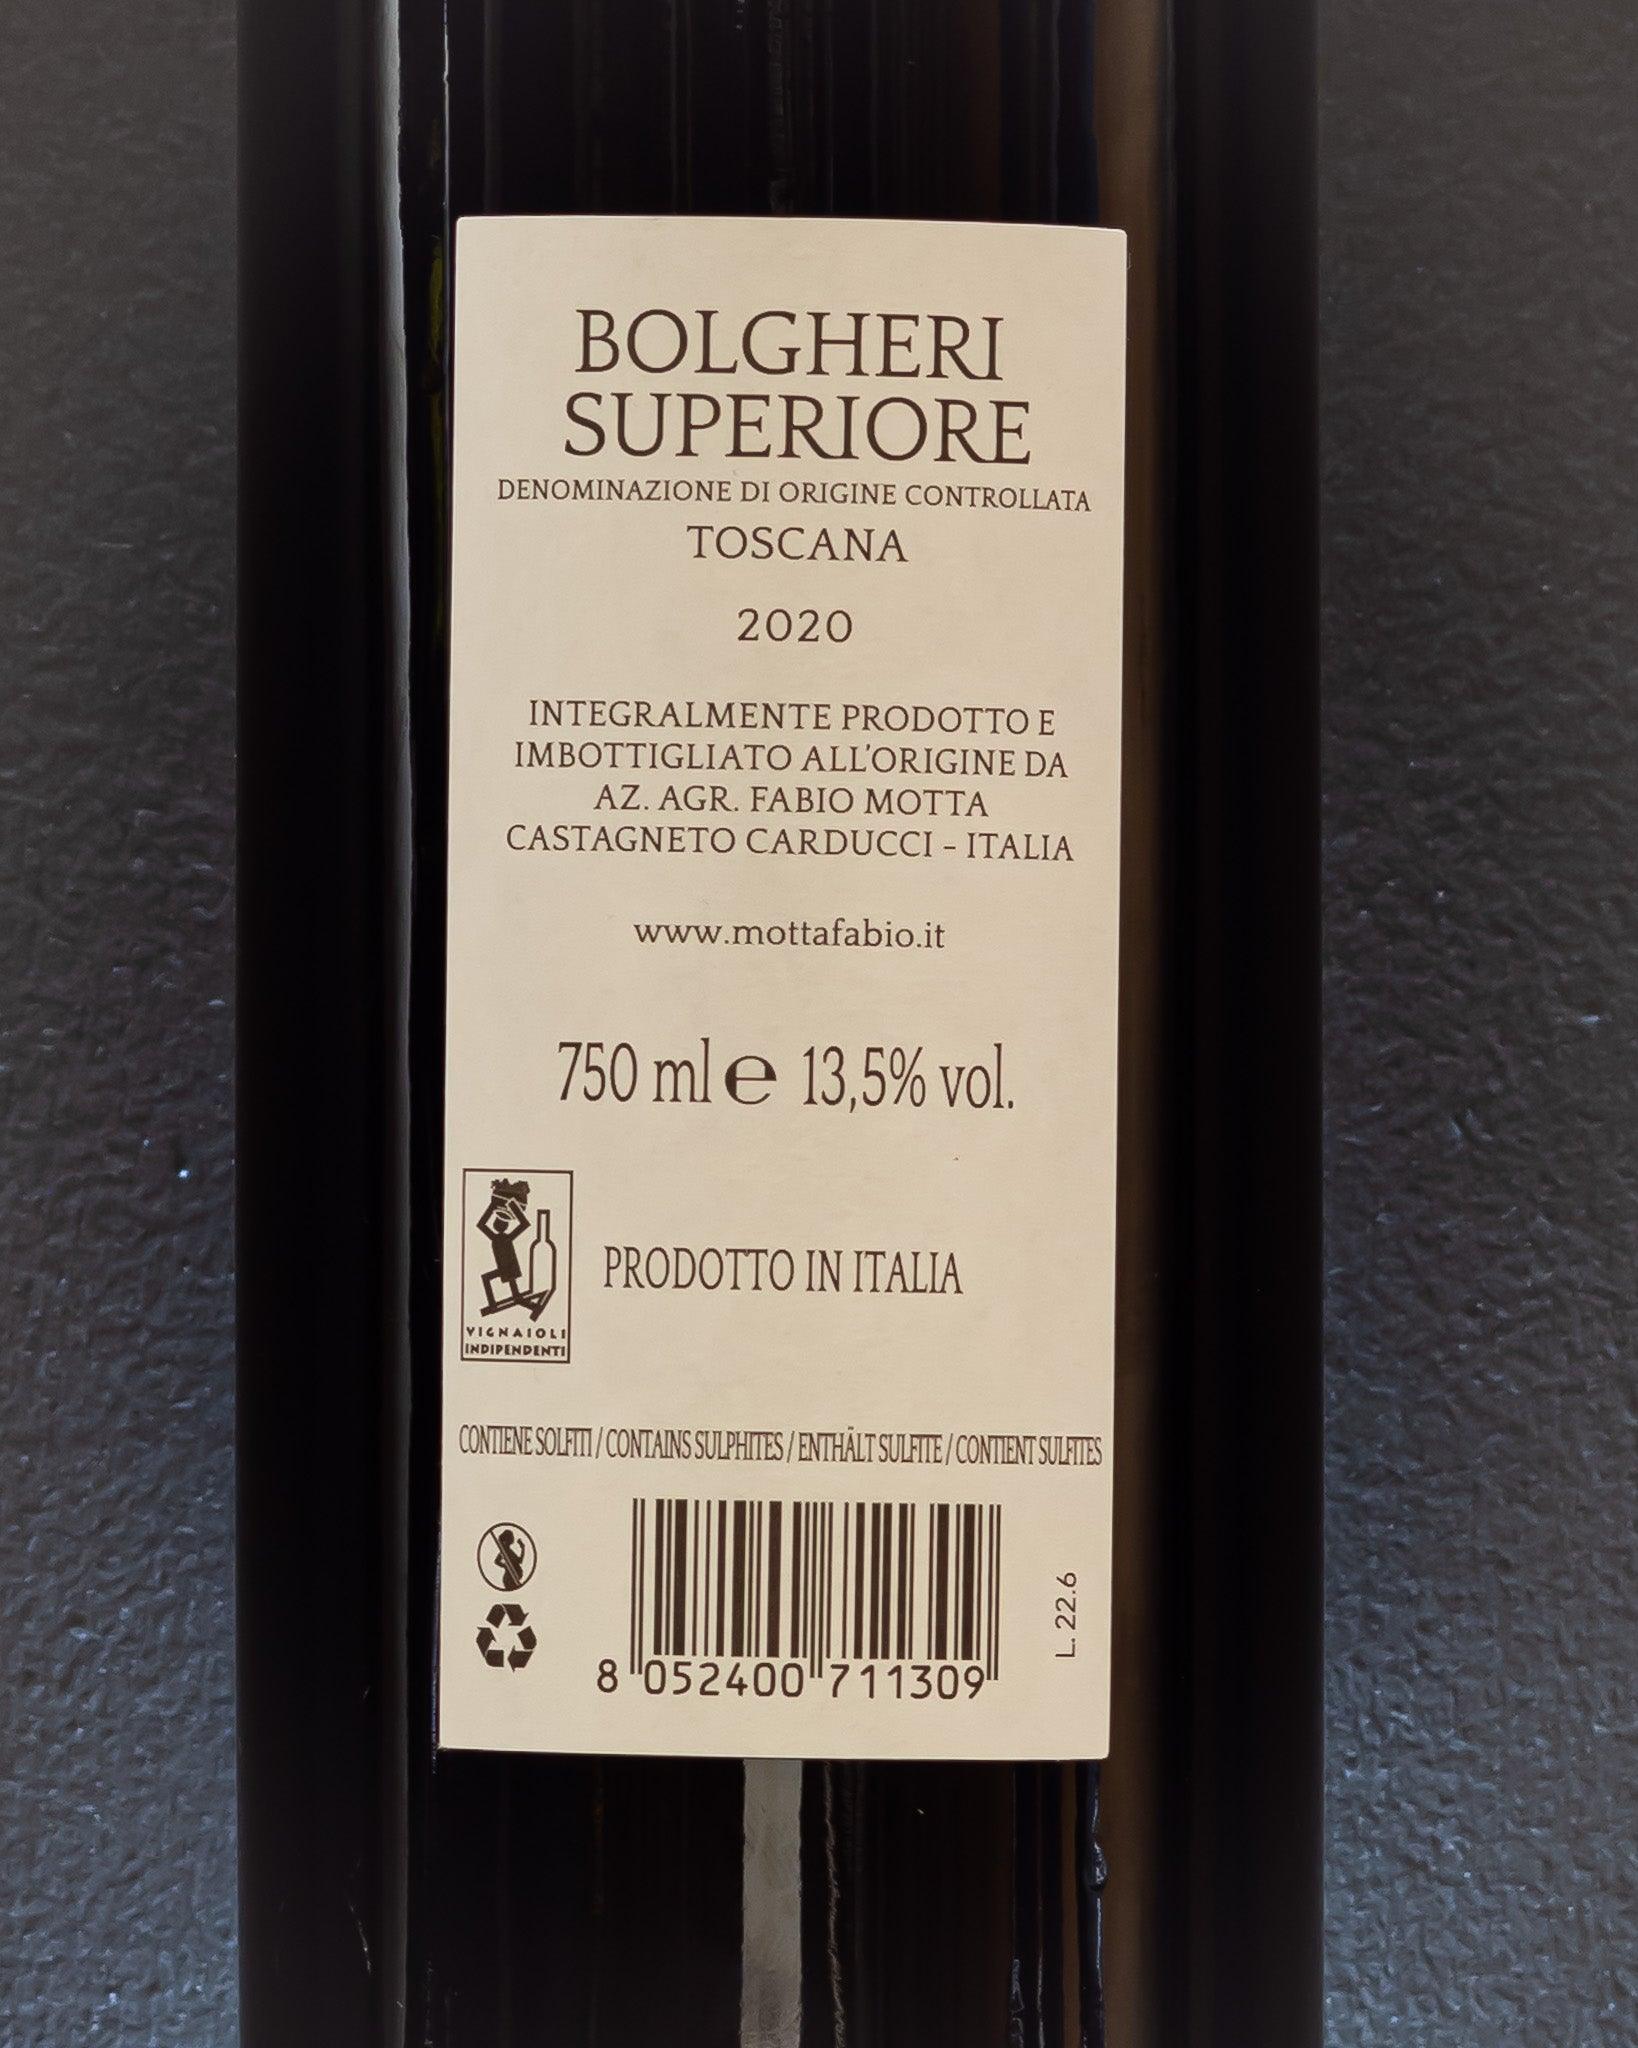 BOLGHERI
SUPERIORE
DENOMINAZIONE DI ORIGINE CONTROLLATA
TOSCANA
2020
INTEGRALMENTE PRODOTTO E
IMBOTTIGLIATO ALL'ORIGINE DA
AZ. AGR. FABIO MOTTA
CASTAGNETO CARDUCCI - ITALIA
www.mottafabio.it
750 ml e 13,5% vol.
VIGNAIOLI
INDIPENDENTI
PRODOTTO IN ITALIA
CONTIENE SOLFITI / CONTAINS SULPHITES / ENTHÄLT SULFITE / CONTIENT SULFITES
L. 22.6
8 052400 711309